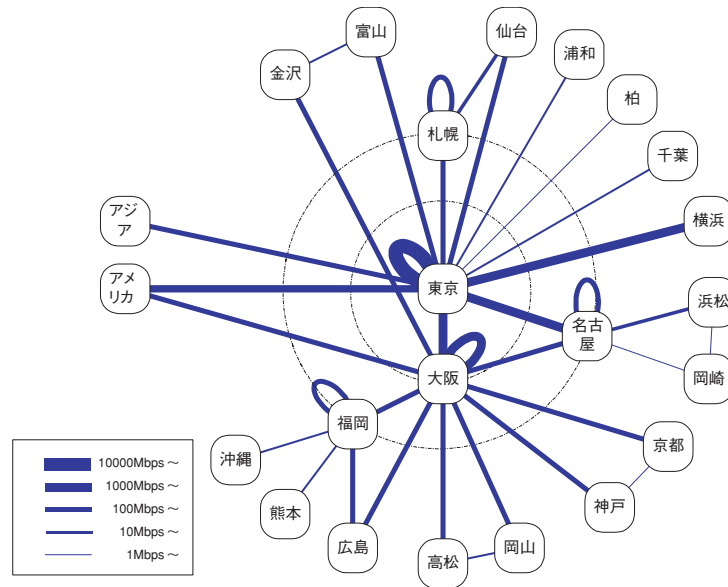 富山
仙台
金沢
浦和
柏
札幌
千葉
アジ
ア
横浜
アメ
リカ
東京
浜松
名古
屋
大阪
岡崎
福岡
京都
沖縄
熊本
神戸
広島
高松
岡山
10000Mbps～
1000Mbps～
100Mbps～
10Mbps～
1Mbps～